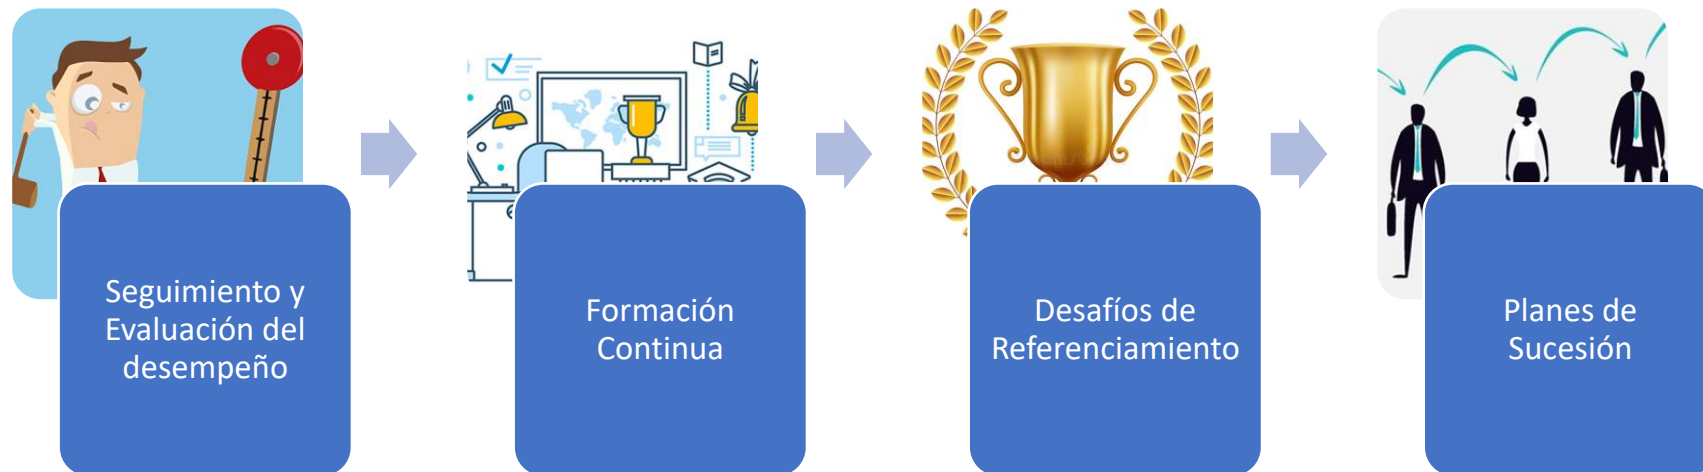 Seguimiento y
Evaluación del
desempeño
Formación
Continua
Desafíos de
Referenciamiento
Planes de
Sucesión